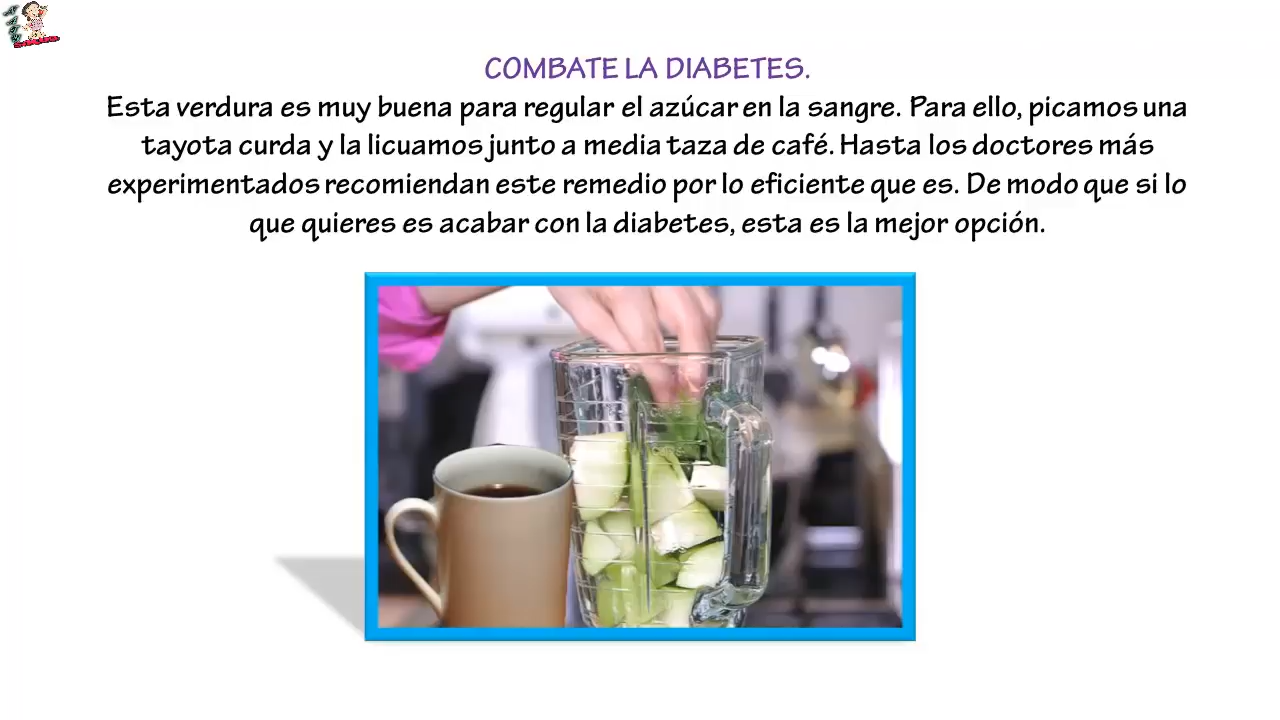 COMBATE LA DIABETES.
Esta verdura es muy buena para regular el azúcar en la sangre. Para ello, picamos una
tayota curda y la licuamos junto a media taza de café. Hasta los doctores más
experimentados recomiendan este remedio por lo eficiente que es. De modo que si lo
que quieres es acabar con la diabetes, esta es la mejor opción.